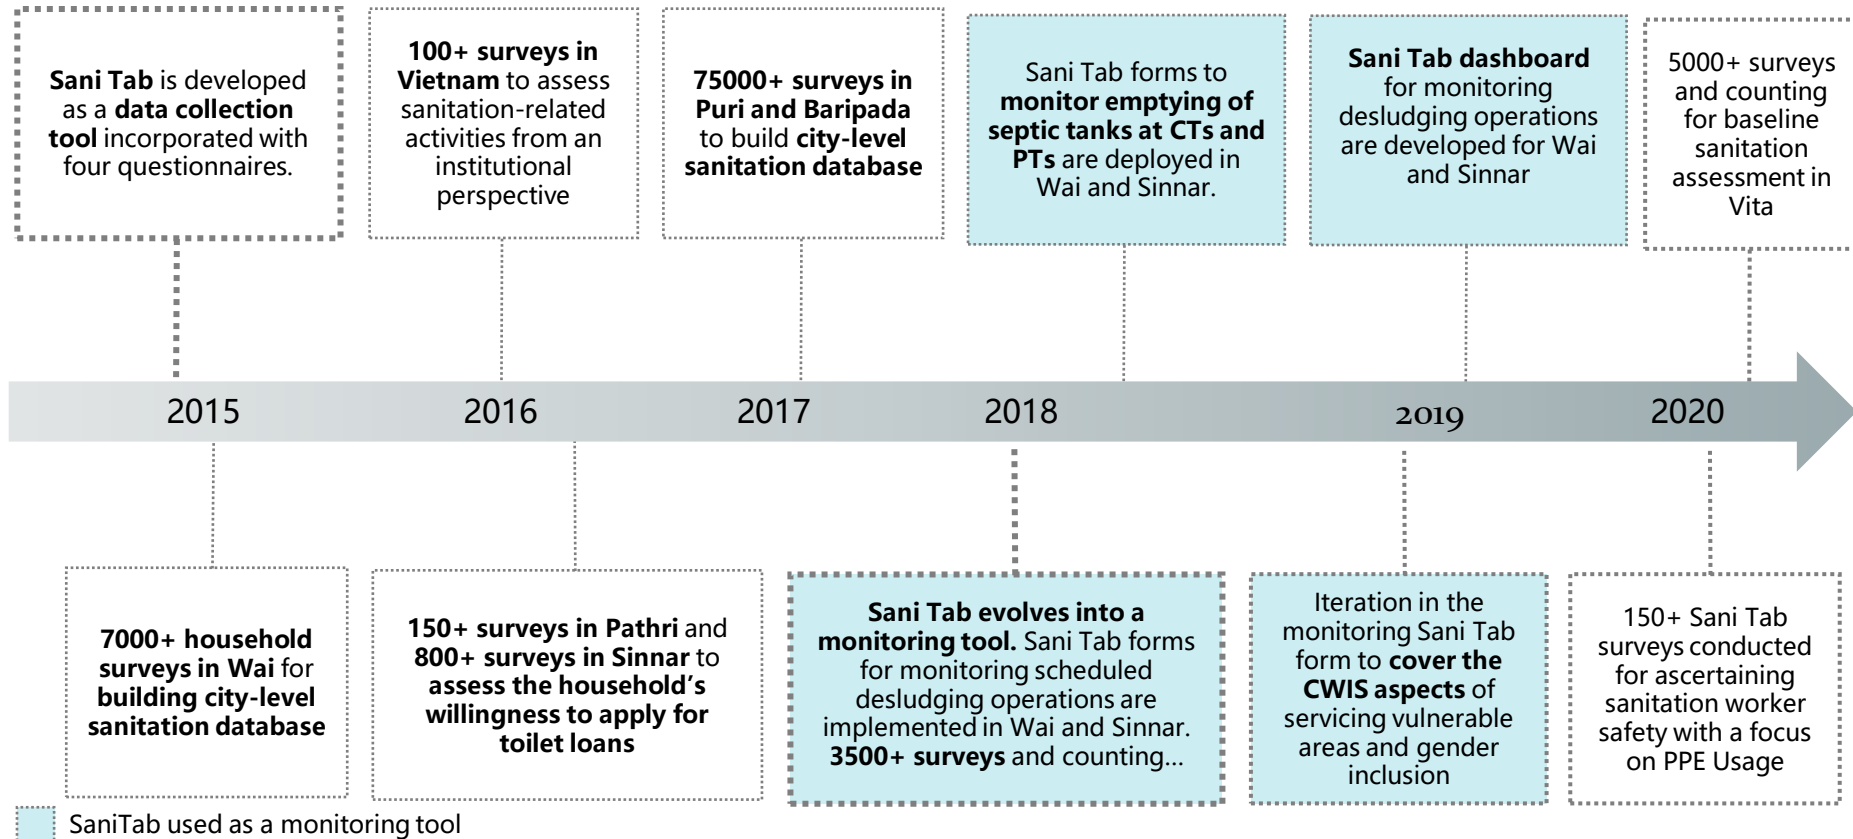 Sani Tab is developed
as a data collection
tool incorporated with
four questionnaires.
100+ surveys in
Vietnam to assess
sanitation-related
activities from an
institutional
perspective
75000+ surveys in
Puri and Baripada
to build city-level
sanitation database
Sani Tab forms to
monitor emptying of
septic tanks at CTs and
PTs are deployed in
Wai and Sinnar.
Sani Tab dashboard
for monitoring
desludging operations
are developed for Wai
and Sinnar
5000+ surveys
and counting
for baseline
sanitation
assessment in
Vita
2015
2016
2017
2018
2019
2020
7000+ household
surveys in Wai for
building city-level
sanitation database
150+ surveys in Pathri and
800+ surveys in Sinnar to
assess the household’s
willingness to apply for
toilet loans
Sani Tab evolves into a
monitoring tool. Sani Tab forms
for monitoring scheduled
desludging operations are
implemented in Wai and Sinnar.
3500+ surveys and counting...
Iteration in the
monitoring Sani Tab
form to cover the
CWIS aspects of
servicing vulnerable
areas and gender
inclusion
150+ Sani Tab
surveys conducted
for ascertaining
sanitation worker
safety with a focus
on PPE Usage
SaniTab used as a monitoring tool